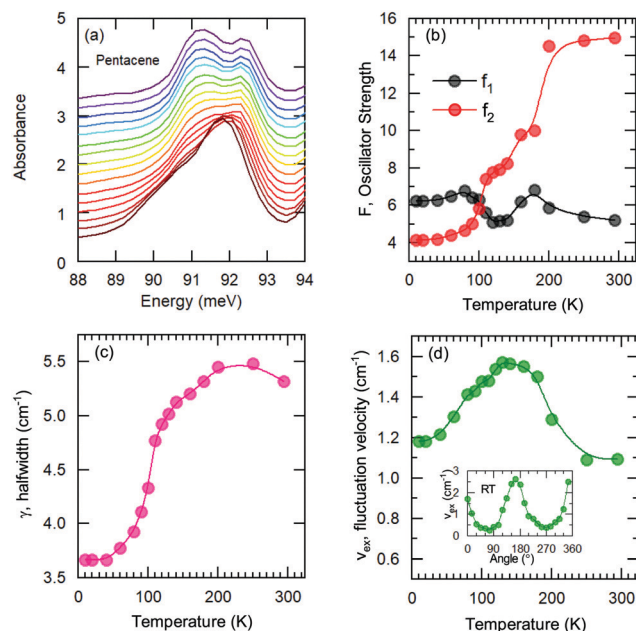 (a)
Pentacene
Absorbance
5
4
3
2
1
0
88 89 90 91 92 93 94
Energy (meV)
(b)
f1
f2
F, Oscillator Strength
16
14
12
10
8
6
4
0 100 200 300
Temperature (K)
(c)
γ, halfwidth (cm-1)
5.5
5.0
4.5
4.0
3.5
0 100 200 300
Temperature (K)
(d)
νex, fluctuation velocity (cm-1)
1.6
1.4
1.2
1.0
0.8
0.6
0 100 200 300
Temperature (K)
RT
νex (cm-1)
3
2
1
0
0 90 180 270 360
Angle (°)